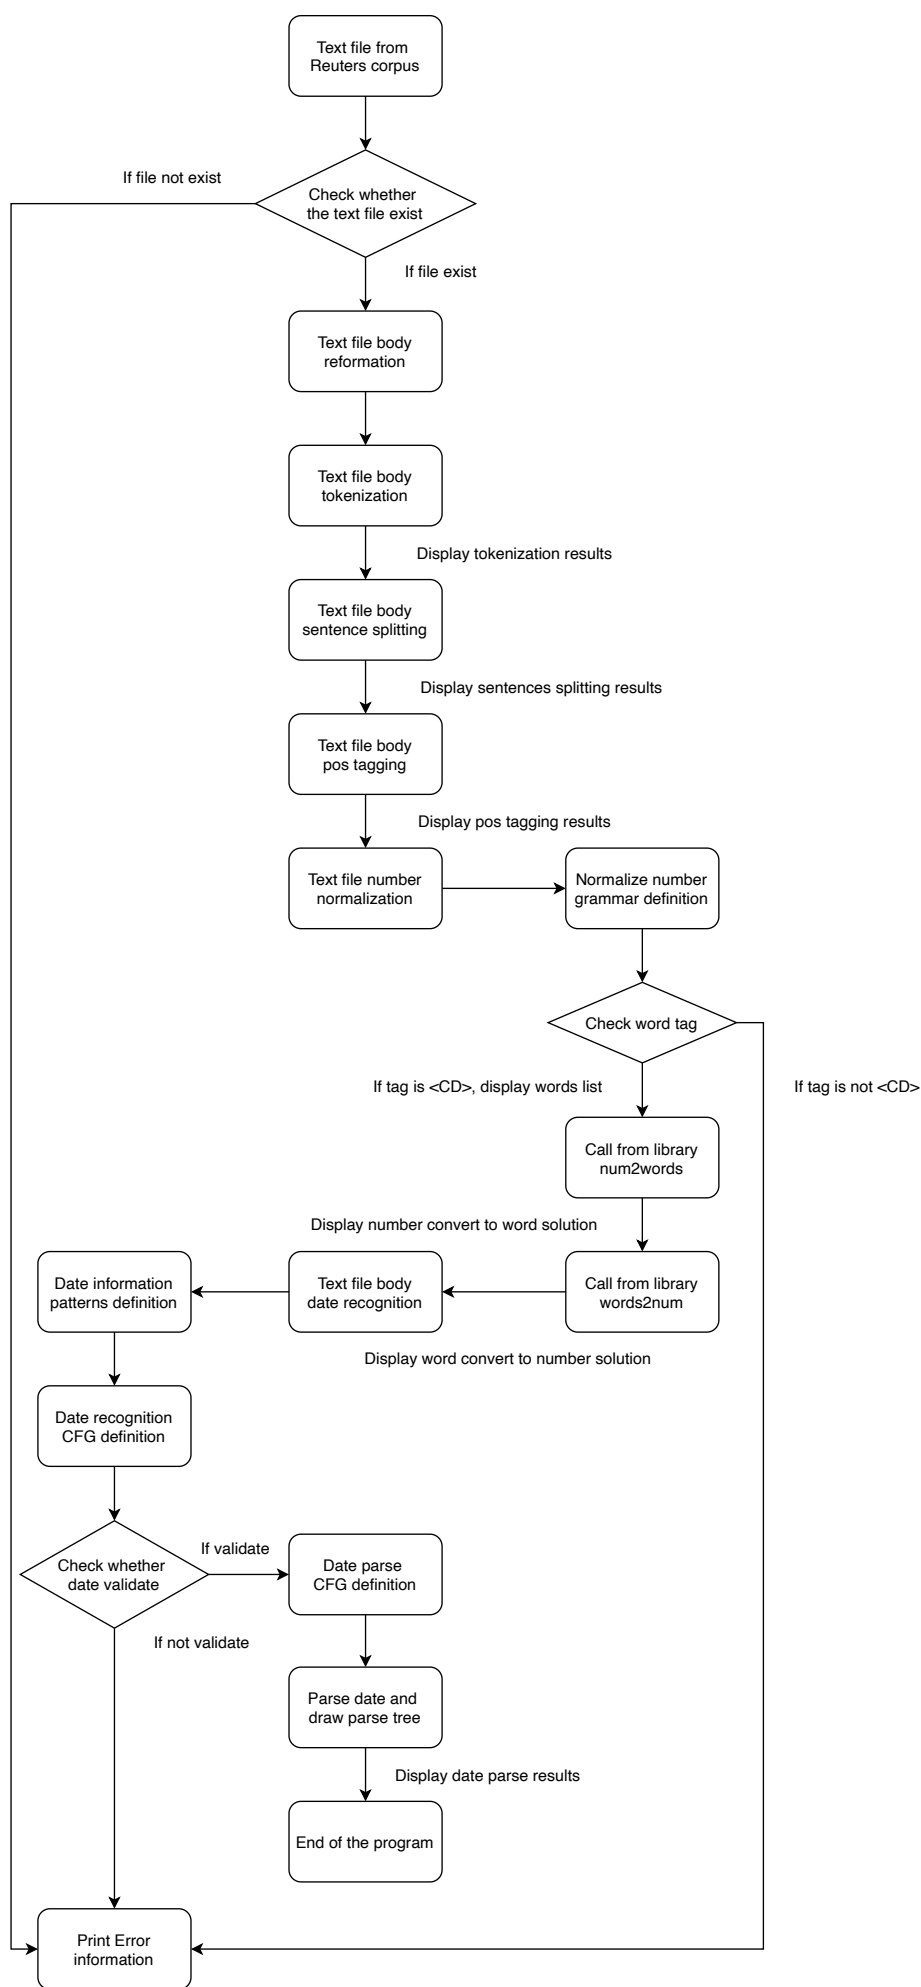 Text file from
Reuters corpus
If file not exist
Check whether
the text file exist
If file exist
Text file body
reformation
Text file body
tokenization
Display tokenization results
Text file body
sentence splitting
Display sentences splitting results
Text file body
pos tagging
Display pos tagging results
Text file number
normalization
Normalize number
grammar definition
Check word tag
If tag is <CD>, display words list
If tag is not <CD>
Call from library
num2words
Display number convert to word solution
Date information
patterns definition
Text file body
date recognition
Call from library
words2num
Display word convert to number solution
Date recognition
CFG definition
Check whether
date validate
If validate
Date parse
CFG definition
If not validate
Parse date and
draw parse tree
Display date parse results
End of the program
Print Error
information